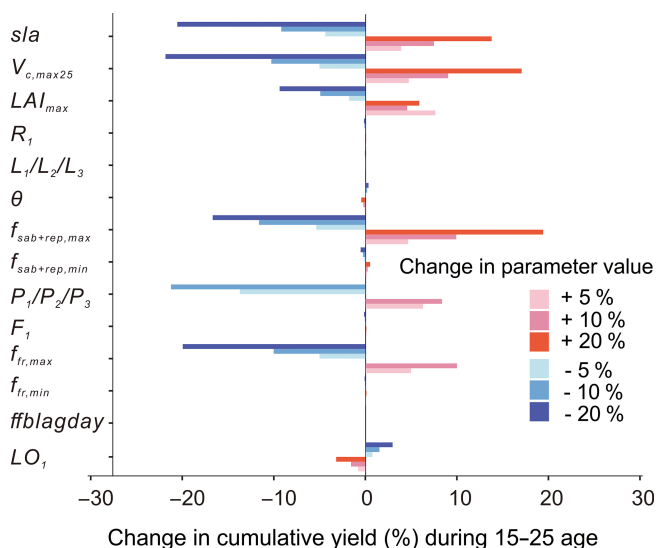 sla
Vc,max25
LAImax
R1
L1/L2/L3
θ
fsab+rep,max
fsab+rep,min
P1/P2/P3
F1
ffr,max
ffr,min
ffblagday
LO1
Change in parameter value
+ 5 %
+ 10 %
+ 20 %
- 5 %
- 10 %
- 20 %
−30 −20 −10 0 10 20 30
Change in cumulative yield (%) during 15–25 age